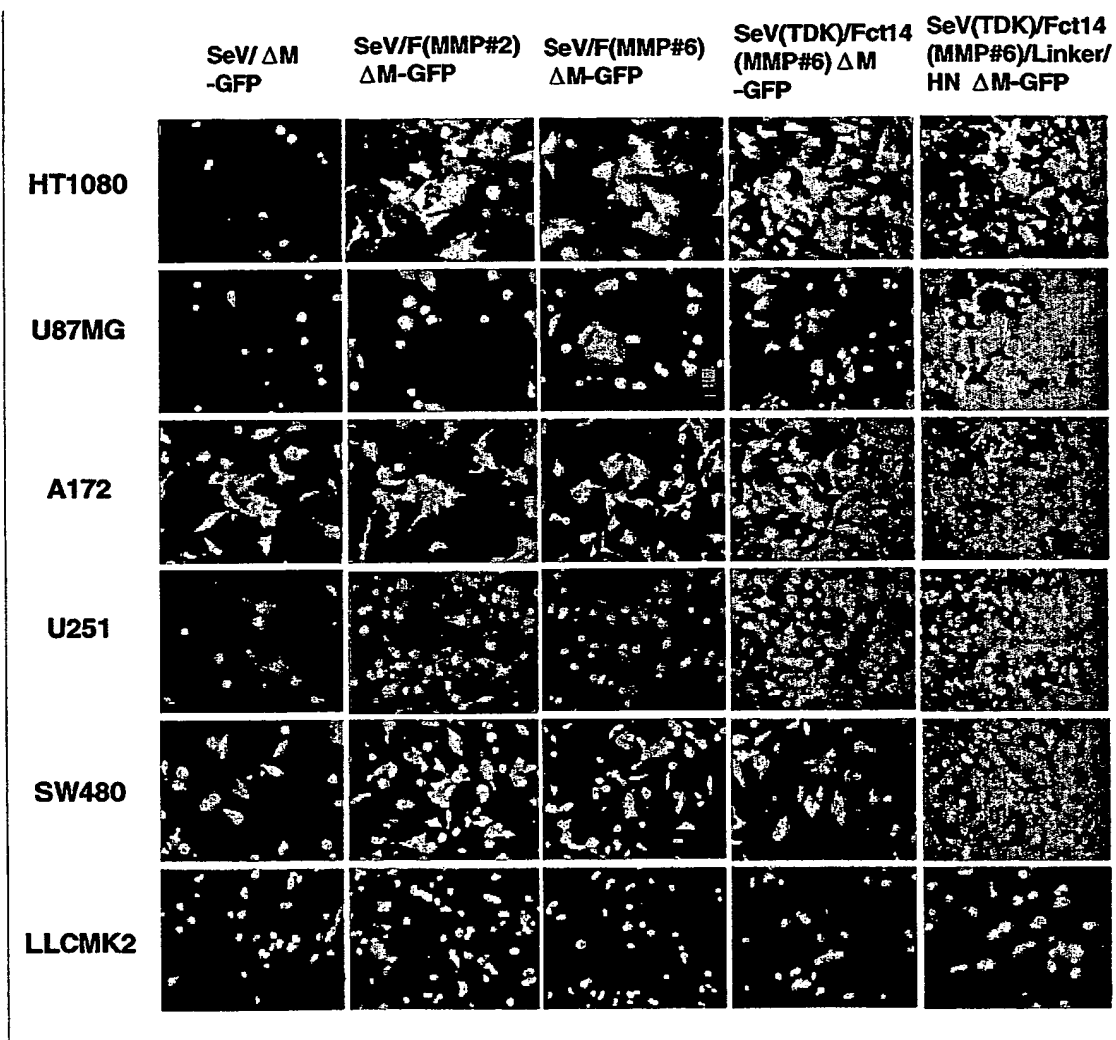 SeV/ ΔM
-GFP
SeV/F(MMP#2)
ΔM-GFP
SeV/F(MMP#6)
ΔM-GFP
SeV(TDK)/Fct14
(MMP#6) ΔM
-GFP
SeV(TDK)/Fct14
(MMP#6)/Linker/
HN ΔM-GFP
HT1080
U87MG
A172
U251
SW480
LLCMK2